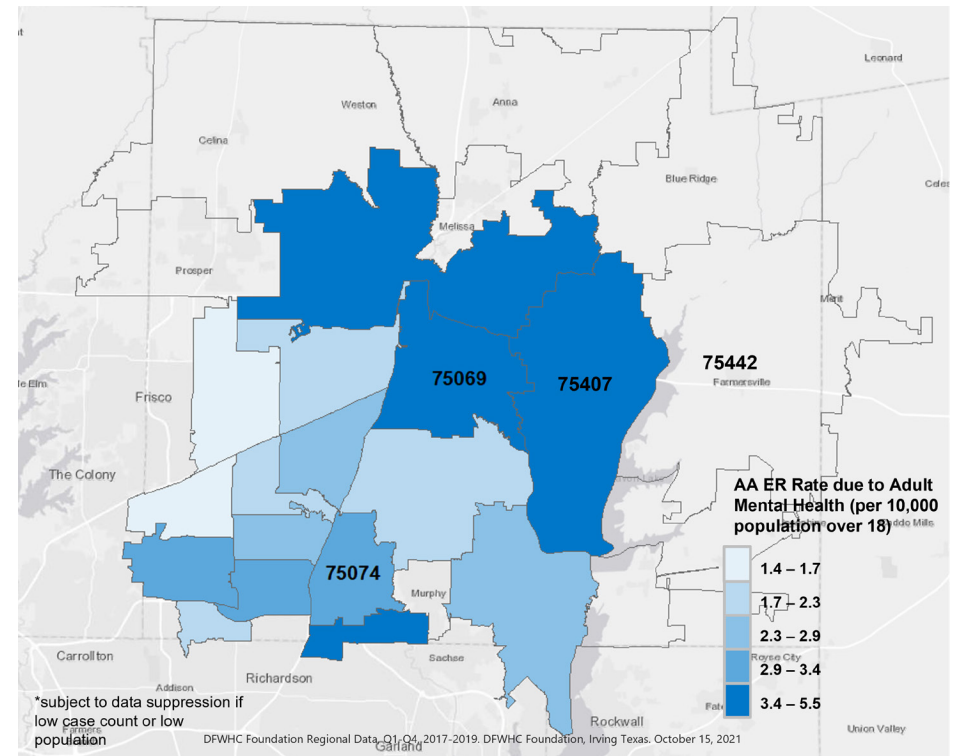 Leonard
Weston
Anna
Celina
Blue Ridge
Melissa
Prosper
Merit
75442
75069
75407
Farmersville
Frisco
The Colony
AA ER Rate due to Adult
Mental Health (per 10,000
population over 18)
75074
1.4 – 1.7
Murphy
1.7 – 2.3
2.3 – 2.9
Carrollton
Sachse
Royse City
2.9 – 3.4
Richardson
Addison
3.4 – 5.5
*subject to data suppression if
low case count or low
population
Rockwall
Union Valley
DFWHC Foundation Regional Data, Q1-Q4, 2017-2019. DFWHC Foundation, Irving Texas. October 15, 2021
Garland